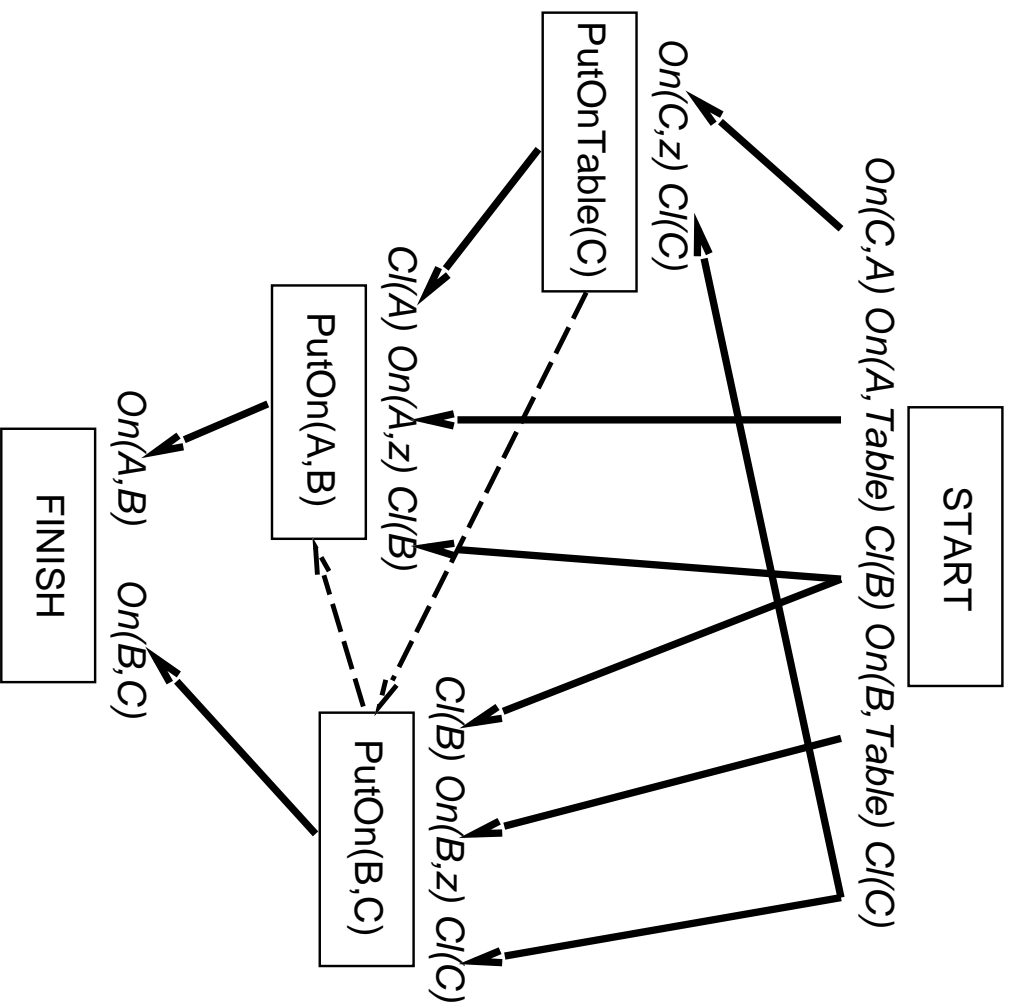 START
On(C,A) On(A,Table) Cl(B) On(B,Table) Cl(C)
On(C,z) Cl(C)
PutOnTable(C)
Cl(B) On(B,z) Cl(C)
Cl(A) On(A,z) Cl(B)
PutOn(B,C)
PutOn(A,B)
On(A,B) On(B,C)
FINISH